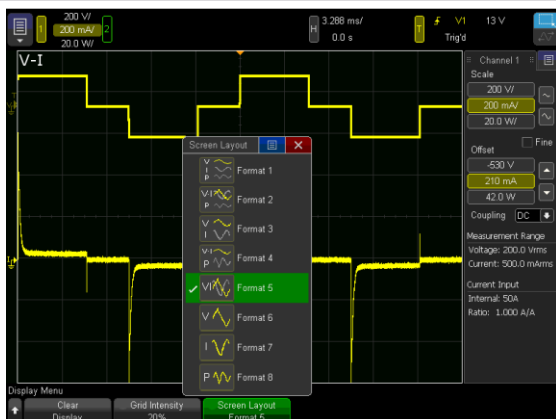 200 V/
1 200 mA/ 2
20.0 W/
H 3.288 ms/
0.0 s
T V1 13 V
Trig'd
V-I
Channel 1
Scale
200 V/
200 mA/
20.0 W/
Fine
Offset
-530 V
210 mA
42.0 W
Coupling DC
Measurement Range
Voltage: 200.0 Vrms
Current: 500.0 mArms
Current Input
Internal: 50A
Ratio: 1.000 A/A
Screen Layout
V I P Format 1
V-I P Format 2
V I Format 3
V-I P Format 4
VI Format 5
V Format 6
I Format 7
P Format 8
Display Menu
Clear
Display
Grid Intensity
20%
Screen Layout
Format 5